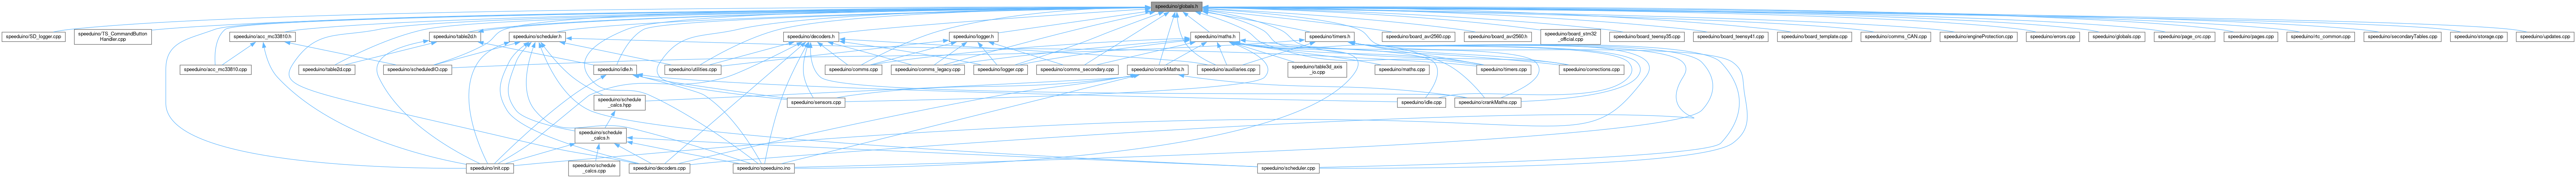 speeduino/globals.h
speeduino/SD_logger.cpp
speeduino/TS_CommandButton
Handler.cpp
speeduino/acc_mc33810.h
speeduino/table2d.h
speeduino/scheduler.h
speeduino/decoders.h
speeduino/logger.h
speeduino/maths.h
speeduino/timers.h
speeduino/board_avr2560.cpp
speeduino/board_avr2560.h
speeduino/board_stm32
_official.cpp
speeduino/board_teensy35.cpp
speeduino/board_teensy41.cpp
speeduino/board_template.cpp
speeduino/comms_CAN.cpp
speeduino/engineProtection.cpp
speeduino/errors.cpp
speeduino/globals.cpp
speeduino/page_crc.cpp
speeduino/pages.cpp
speeduino/rtc_common.cpp
speeduino/secondaryTables.cpp
speeduino/storage.cpp
speeduino/updates.cpp
speeduino/acc_mc33810.cpp
speeduino/table2d.cpp
speeduino/scheduledIO.cpp
speeduino/idle.h
speeduino/utilities.cpp
speeduino/comms.cpp
speeduino/comms_legacy.cpp
speeduino/logger.cpp
speeduino/comms_secondary.cpp
speeduino/crankMaths.h
speeduino/auxiliaries.cpp
speeduino/table3d_axis
_io.cpp
speeduino/maths.cpp
speeduino/timers.cpp
speeduino/corrections.cpp
speeduino/schedule
_calcs.hpp
speeduino/sensors.cpp
speeduino/idle.cpp
speeduino/crankMaths.cpp
speeduino/schedule
_calcs.h
speeduino/init.cpp
speeduino/schedule
_calcs.cpp
speeduino/decoders.cpp
speeduino/speeduino.ino
speeduino/scheduler.cpp